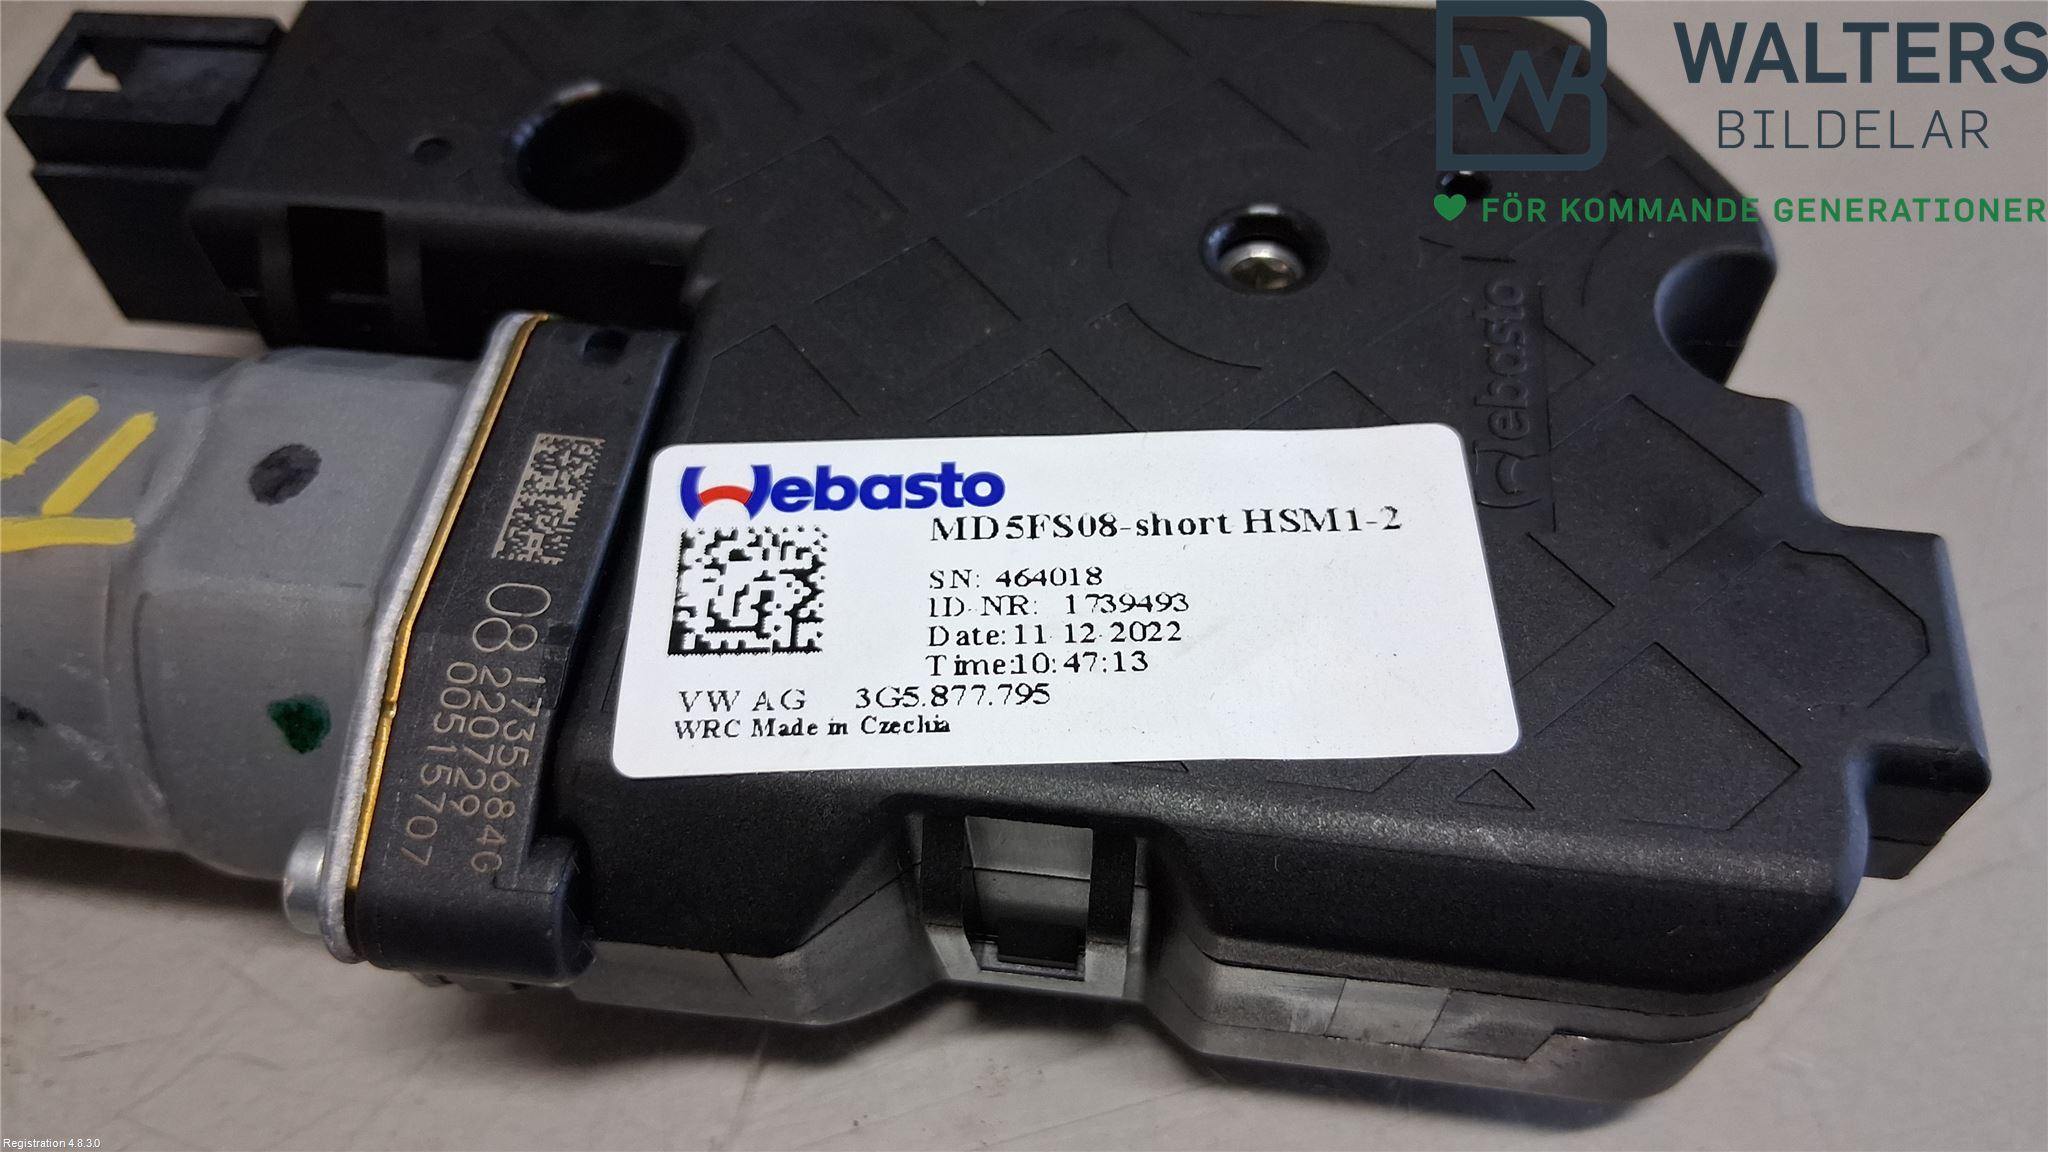 WALTERS
BILDELAR
FÖR KOMMANDE GENERATIONER
Webasto
Webasto
MD5FS08-short HSM1-2
SN: 464018
ID-NR: 1739493
Date:11.12.2022
Time:10:47:13
VW AG 3G5.877.795
WRC Made in Czechia
08 1735684G
08 220729
00515707
Registration 4.8.3.0